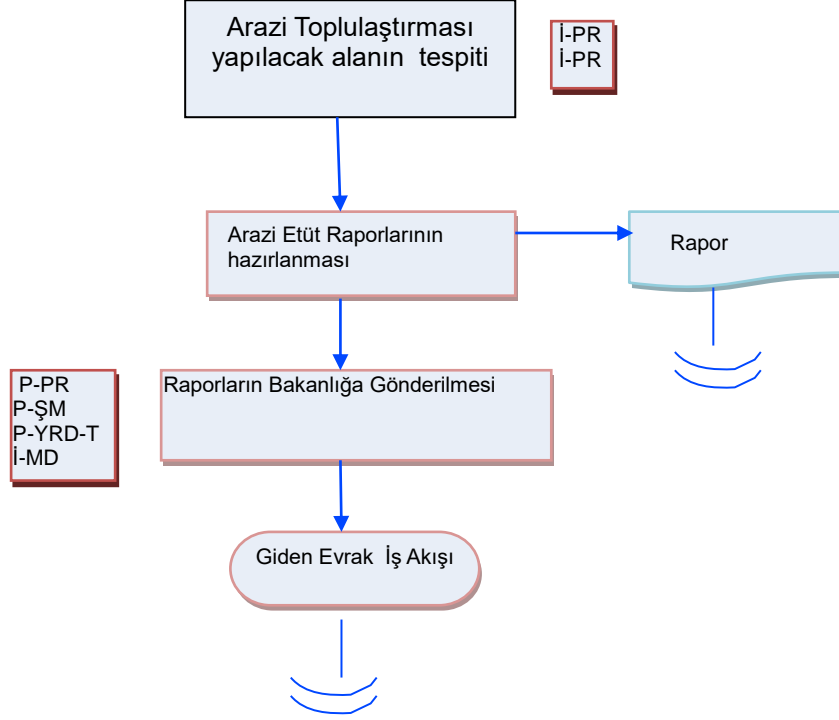 Arazi Toplulaştırması
yapılacak alanın tespiti
İ-PR
İ-PR
Arazi Etüt Raporlarının
hazırlanması
Rapor
P-PR
P-ŞM
P-YRD-T
İ-MD
Raporların Bakanlığa Gönderilmesi
Giden Evrak İş Akışı